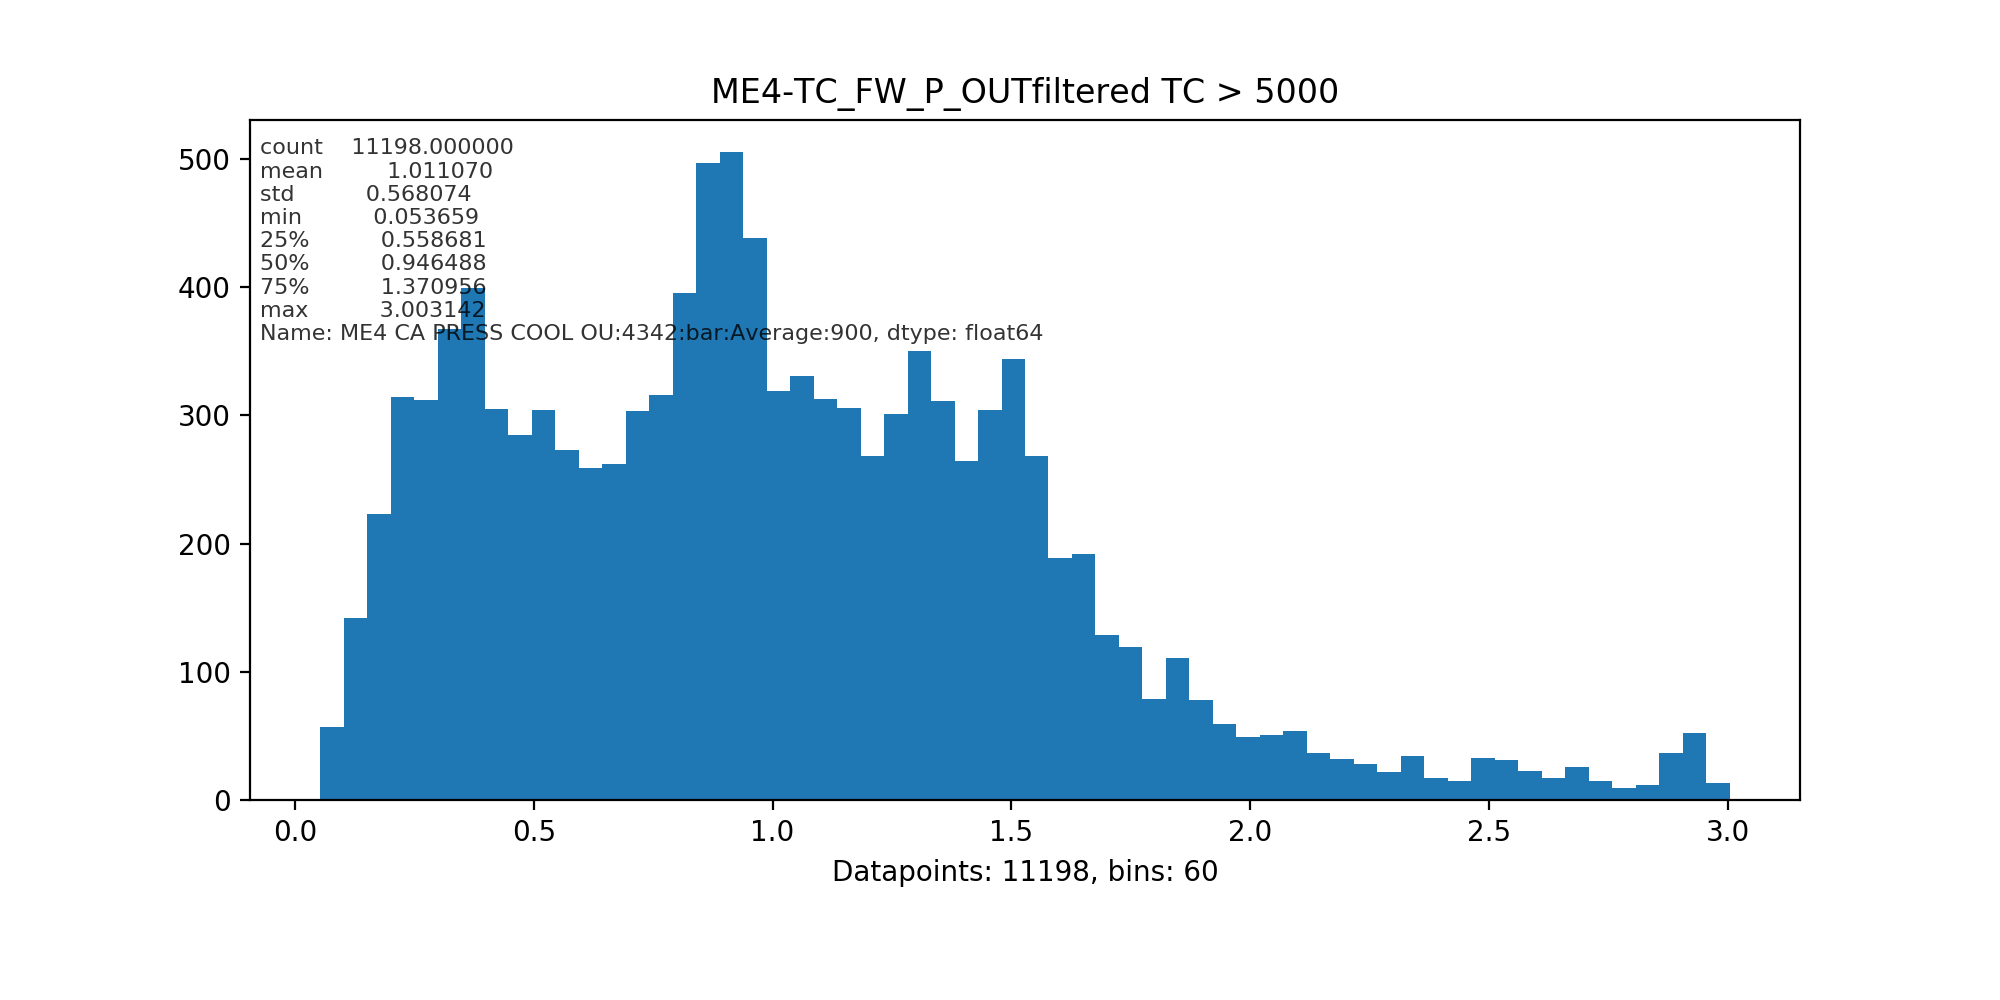 ME4-TC_FW_P_OUTfiltered TC > 5000
count 11198.000000
mean 1.011070
std 0.568074
min 0.053659
25% 0.558681
50% 0.946488
75% 1.370956
max 3.003142
Name: ME4 CA PRESS COOL OU:4342:bar:Average:900, dtype: float64
500
400
300
200
100
0
0.0 0.5 1.0 1.5 2.0 2.5 3.0
Datapoints: 11198, bins: 60